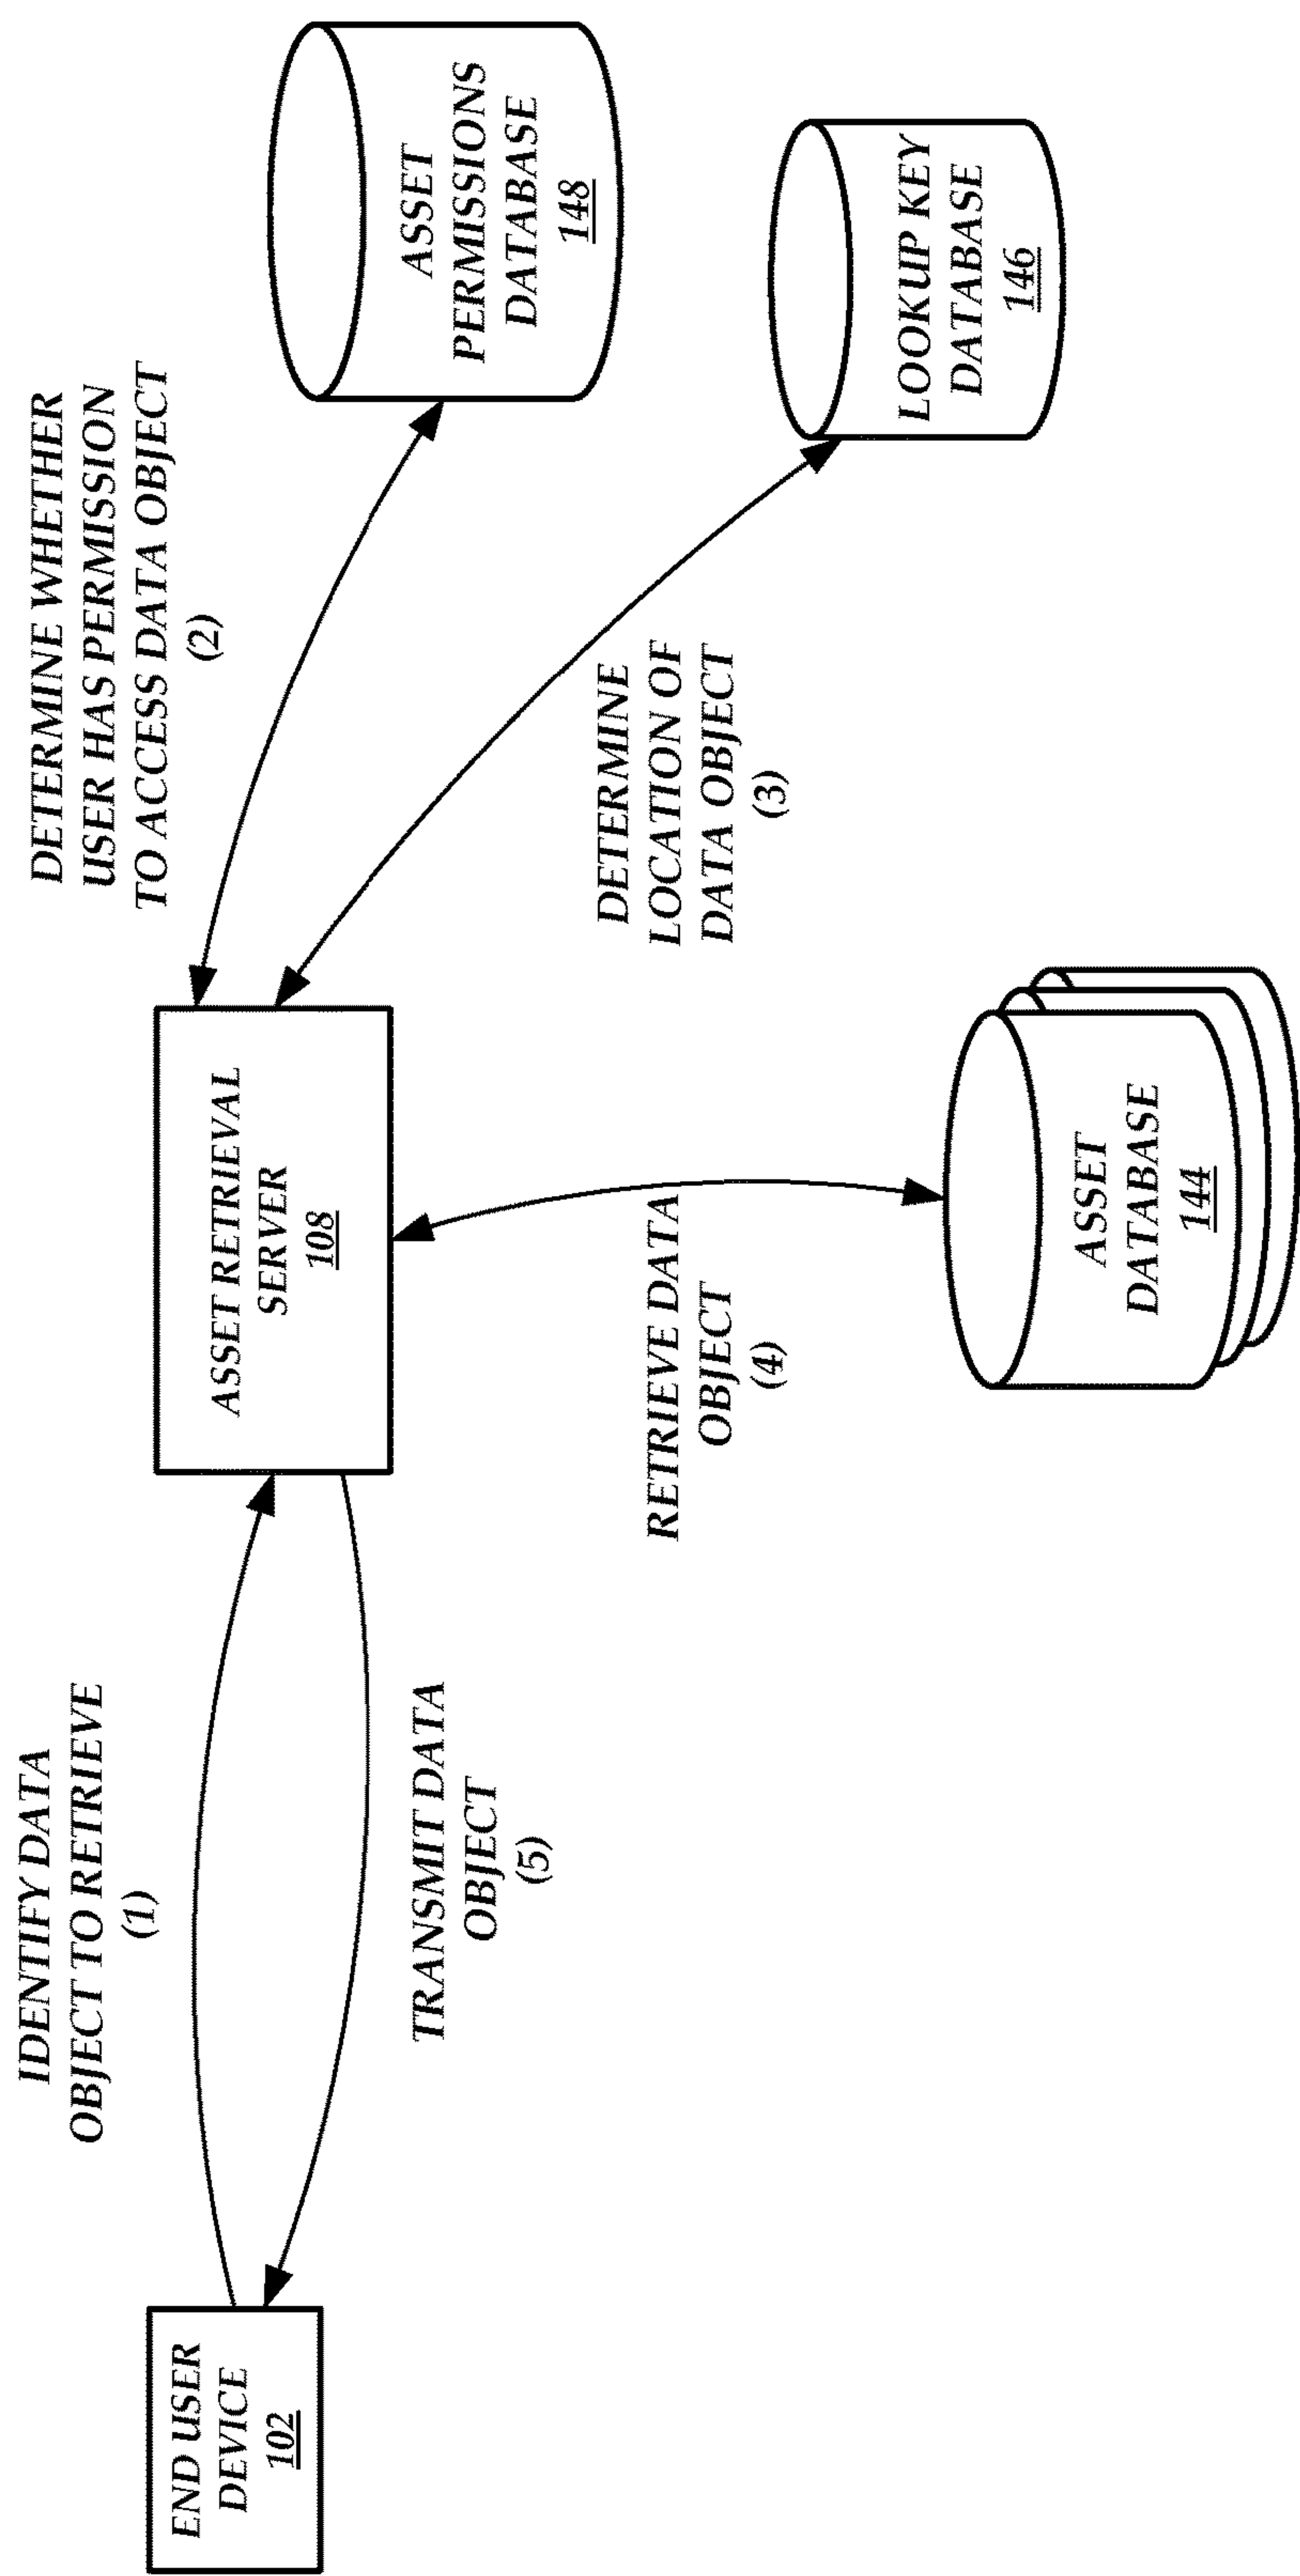 IDENTIFY DATA
OBJECT TO RETRIEVE
(1)
DETERMINE WHETHER
USER HAS PERMISSION
TO ACCESS DATA OBJECT
(2)
END USER
DEVICE
102
ASSET RETRIEVAL
SERVER
108
ASSET
PERMISSIONS
DATABASE
148
TRANSMIT DATA
OBJECT
(5)
DETERMINE
LOCATION OF
DATA OBJECT
(3)
RETRIEVE DATA
OBJECT
(4)
LOOKUP KEY
DATABASE
146
ASSET
DATABASE
144